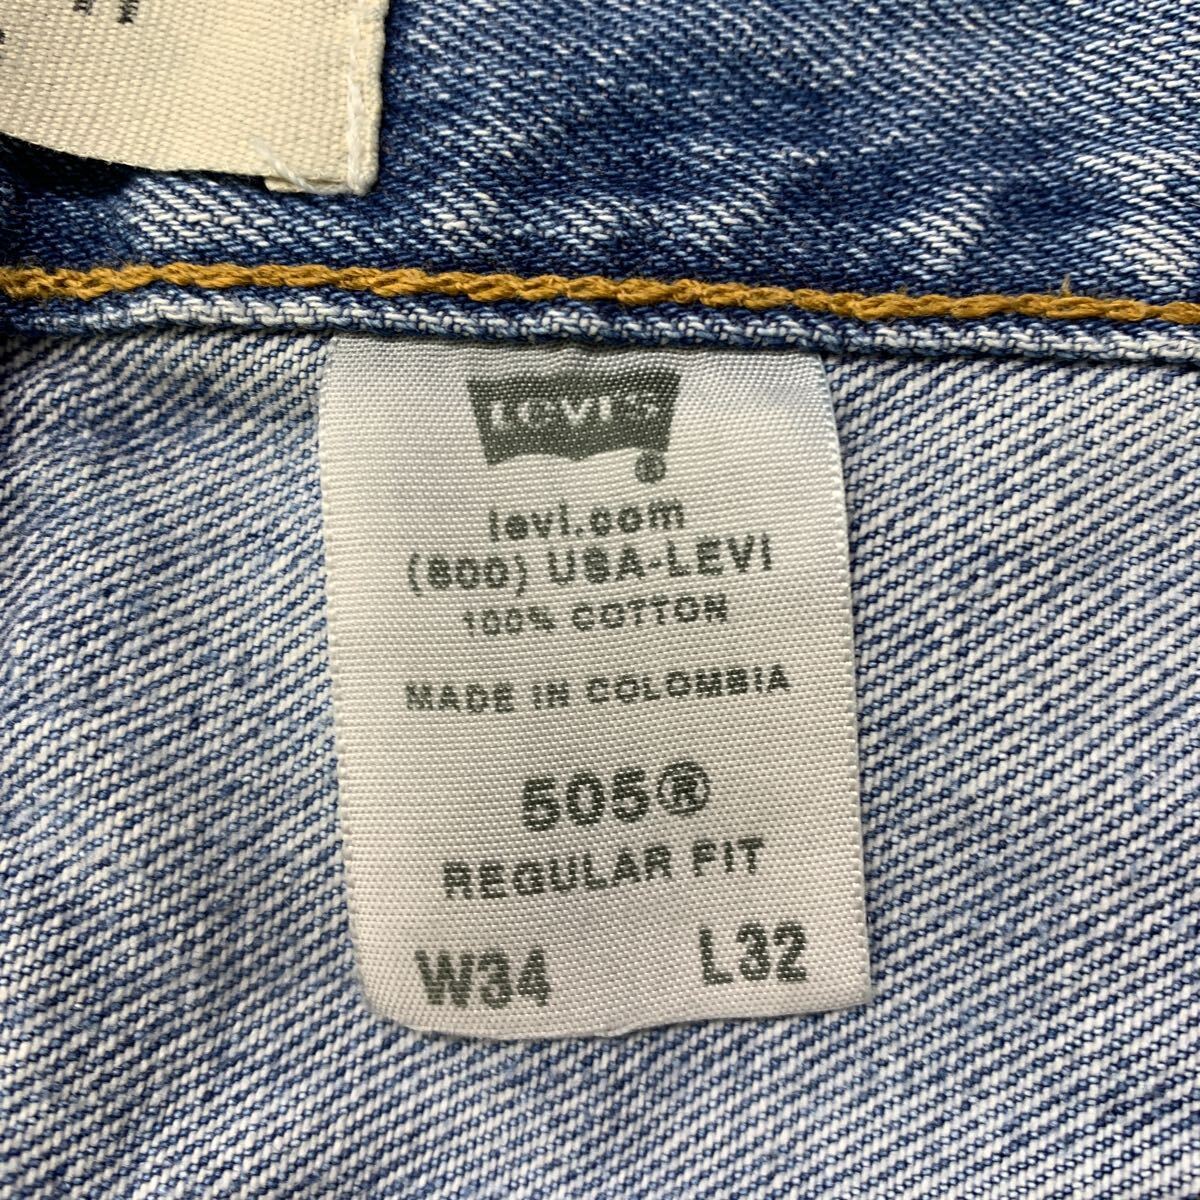 LEVI'S
®
levi.com
(800) USA-LEVI
100% COTTON
MADE IN COLOMBIA
505®
REGULAR FIT
W34 L32